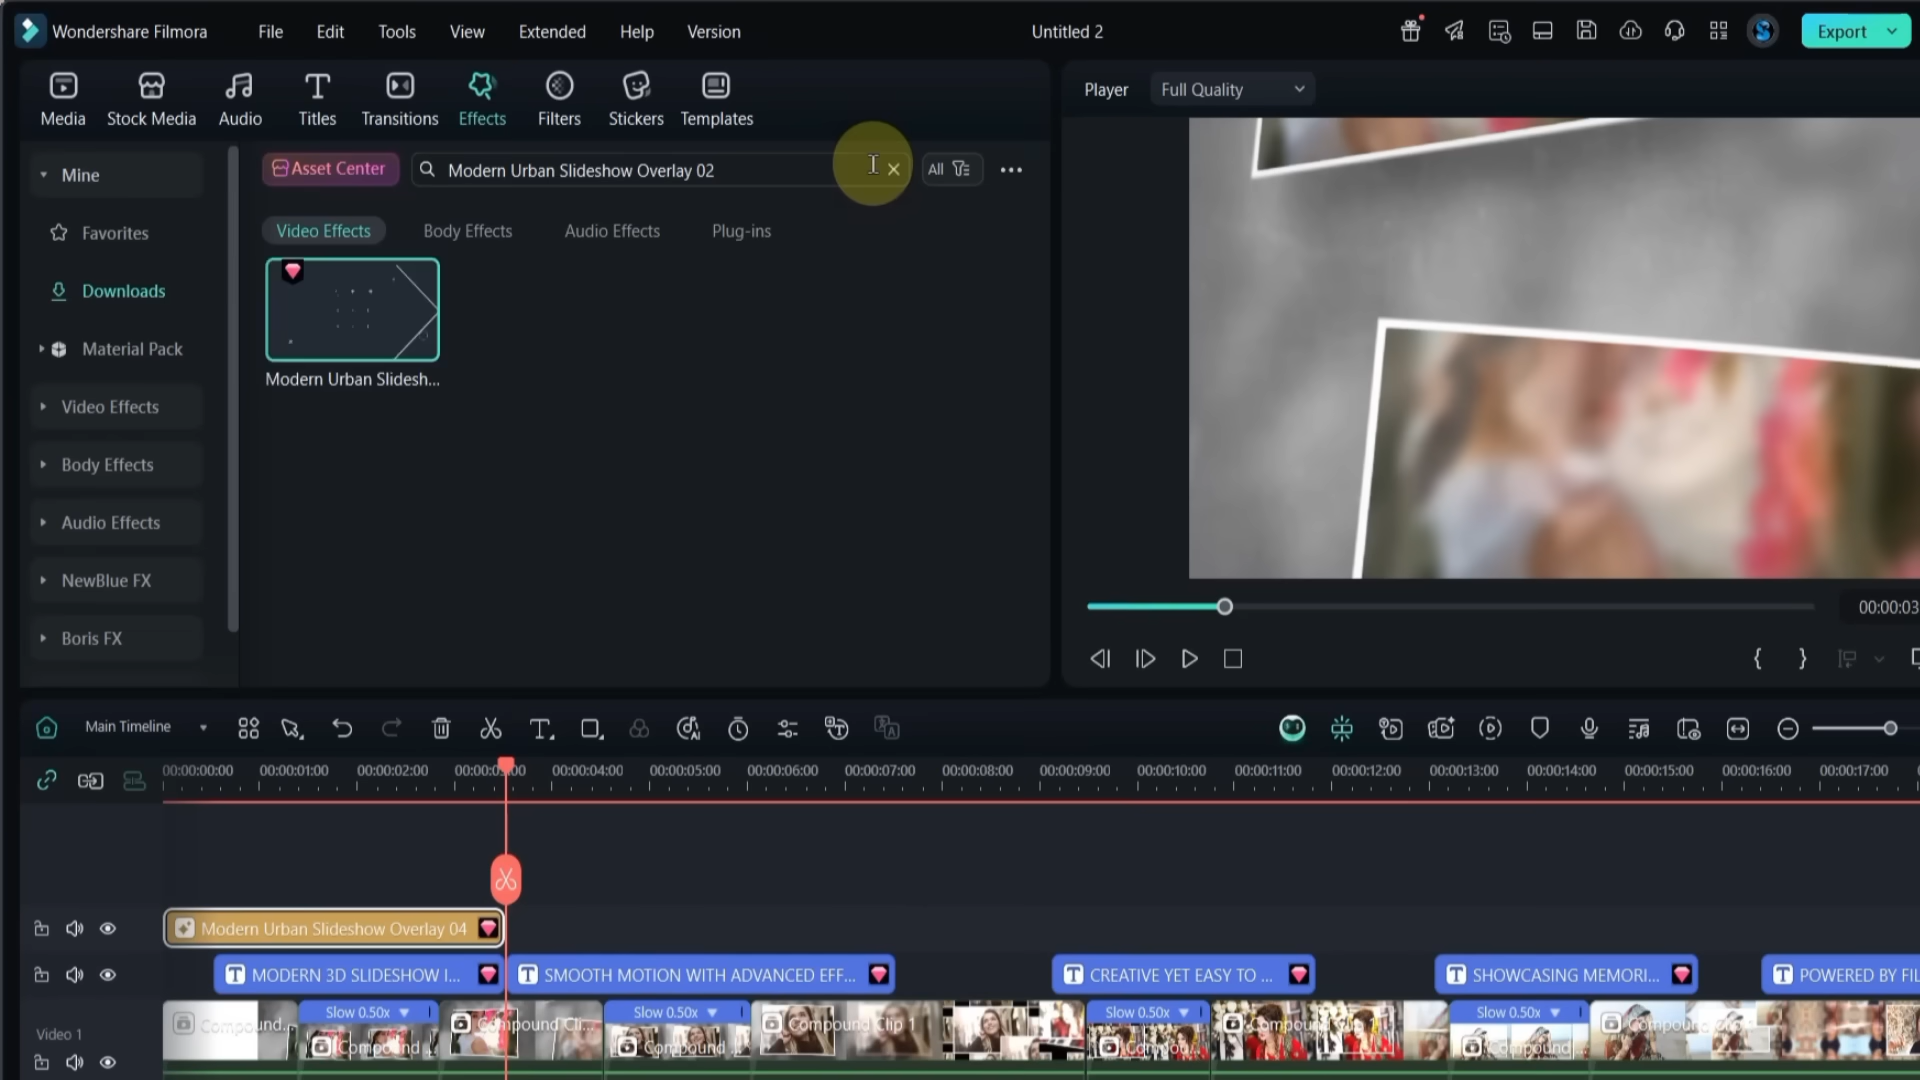 Wondershare Filmora
File
Edit
Tools
View
Extended
Help
Version
Untitled 2
Export
Media
Stock Media
Audio
Titles
Transitions
Effects
Filters
Stickers
Templates
Player
Full Quality
Mine
Favorites
Downloads
Material Pack
Video Effects
Body Effects
Audio Effects
NewBlue FX
Boris FX
Asset Center
Modern Urban Slideshow Overlay 02
All
Video Effects
Body Effects
Audio Effects
Plug-ins
Modern Urban Slidesh...
00:00:03
Main Timeline
00:00:00:00
00:00:01:00
00:00:02:00
00:00:04:00
00:00:05:00
00:00:06:00
00:00:07:00
00:00:08:00
00:00:09:00
00:00:10:00
00:00:11:00
00:00:12:00
00:00:13:00
00:00:14:00
00:00:15:00
00:00:16:00
00:00:17:00
Modern Urban Slideshow Overlay 04
MODERN 3D SLIDESHOW I...
SMOOTH MOTION WITH ADVANCED EFF...
CREATIVE YET EASY TO ...
SHOWCASING MEMORI...
POWERED BY FIL
Video 1
Compound...
Slow 0.50x
Compound
Compound Cli...
Slow 0.50x
Compound
Compound Clip 1
Slow 0.50x
Slow 0.50x
Compound